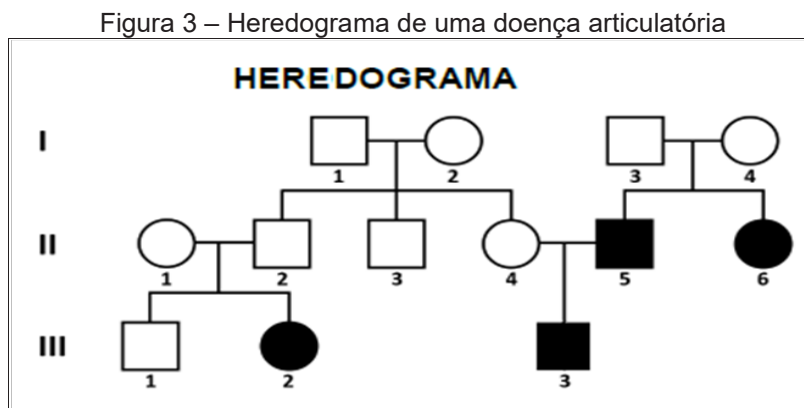 Figura 3 – Heredograma de uma doença articulatória
HEREDOGRAMA
I
1 2 3 4
II
1 2 3 4 5 6
III
1 2 3